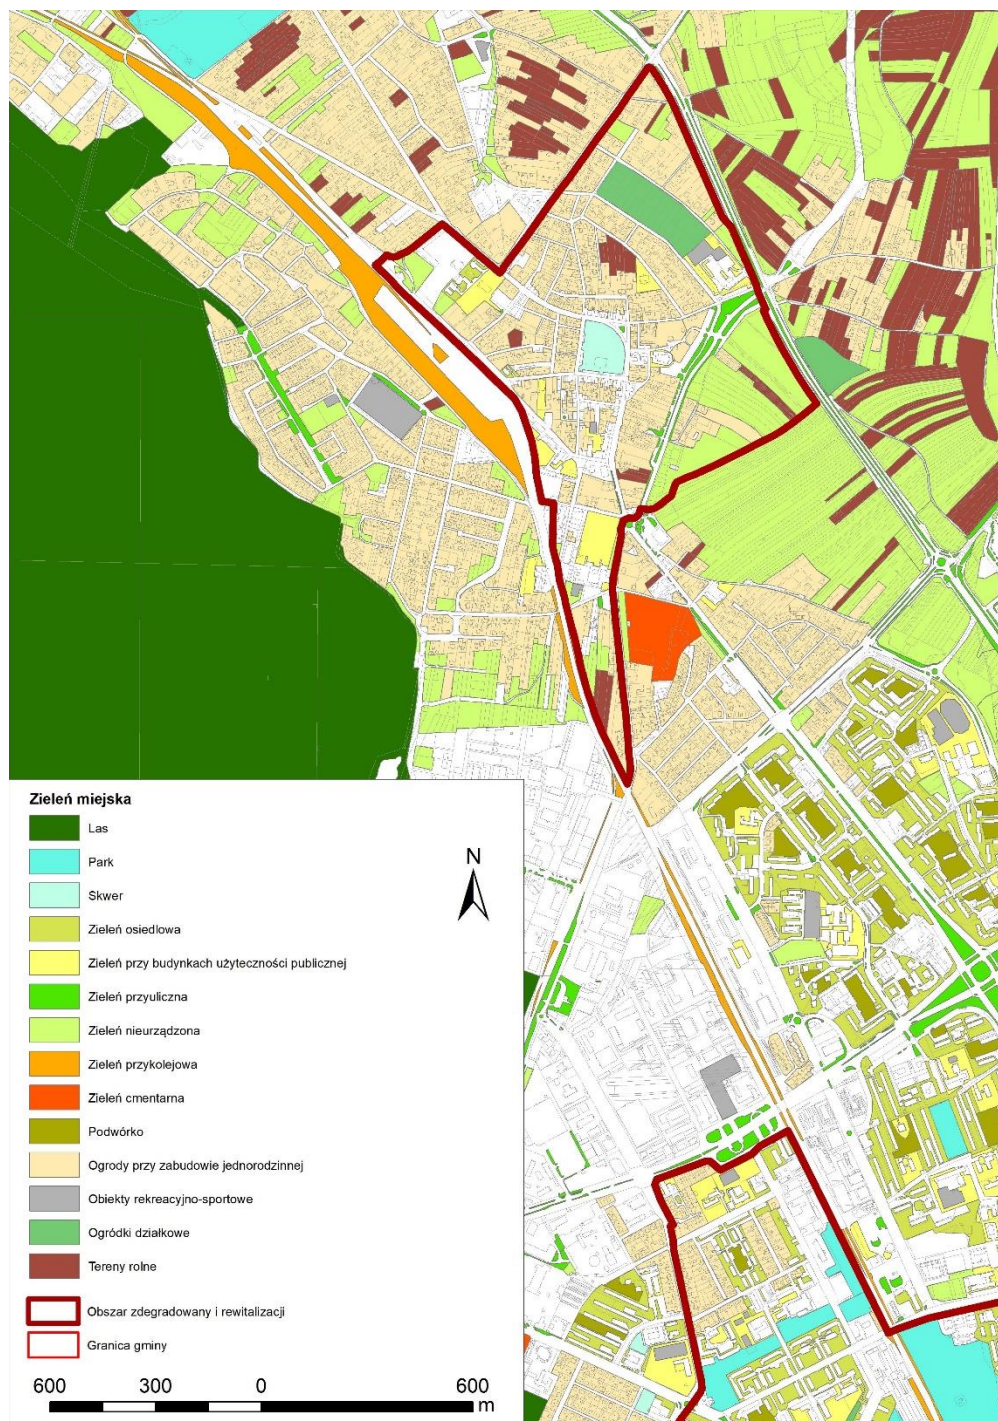 Zieleń miejska
Las
Park
Skwer
Zieleń osiedlowa
Zieleń przy budynkach użyteczności publicznej
Zieleń przyuliczna
Zieleń nieurządzona
Zieleń przykolejowa
Zieleń cmentarna
Podwórko
Ogrody przy zabudowie jednorodzinnej
Obiekty rekreacyjno-sportowe
Ogródki działkowe
Tereny rolne
Obszar zdegradowany i rewitalizacji
Granica gminy
N
600 300 0 600
m